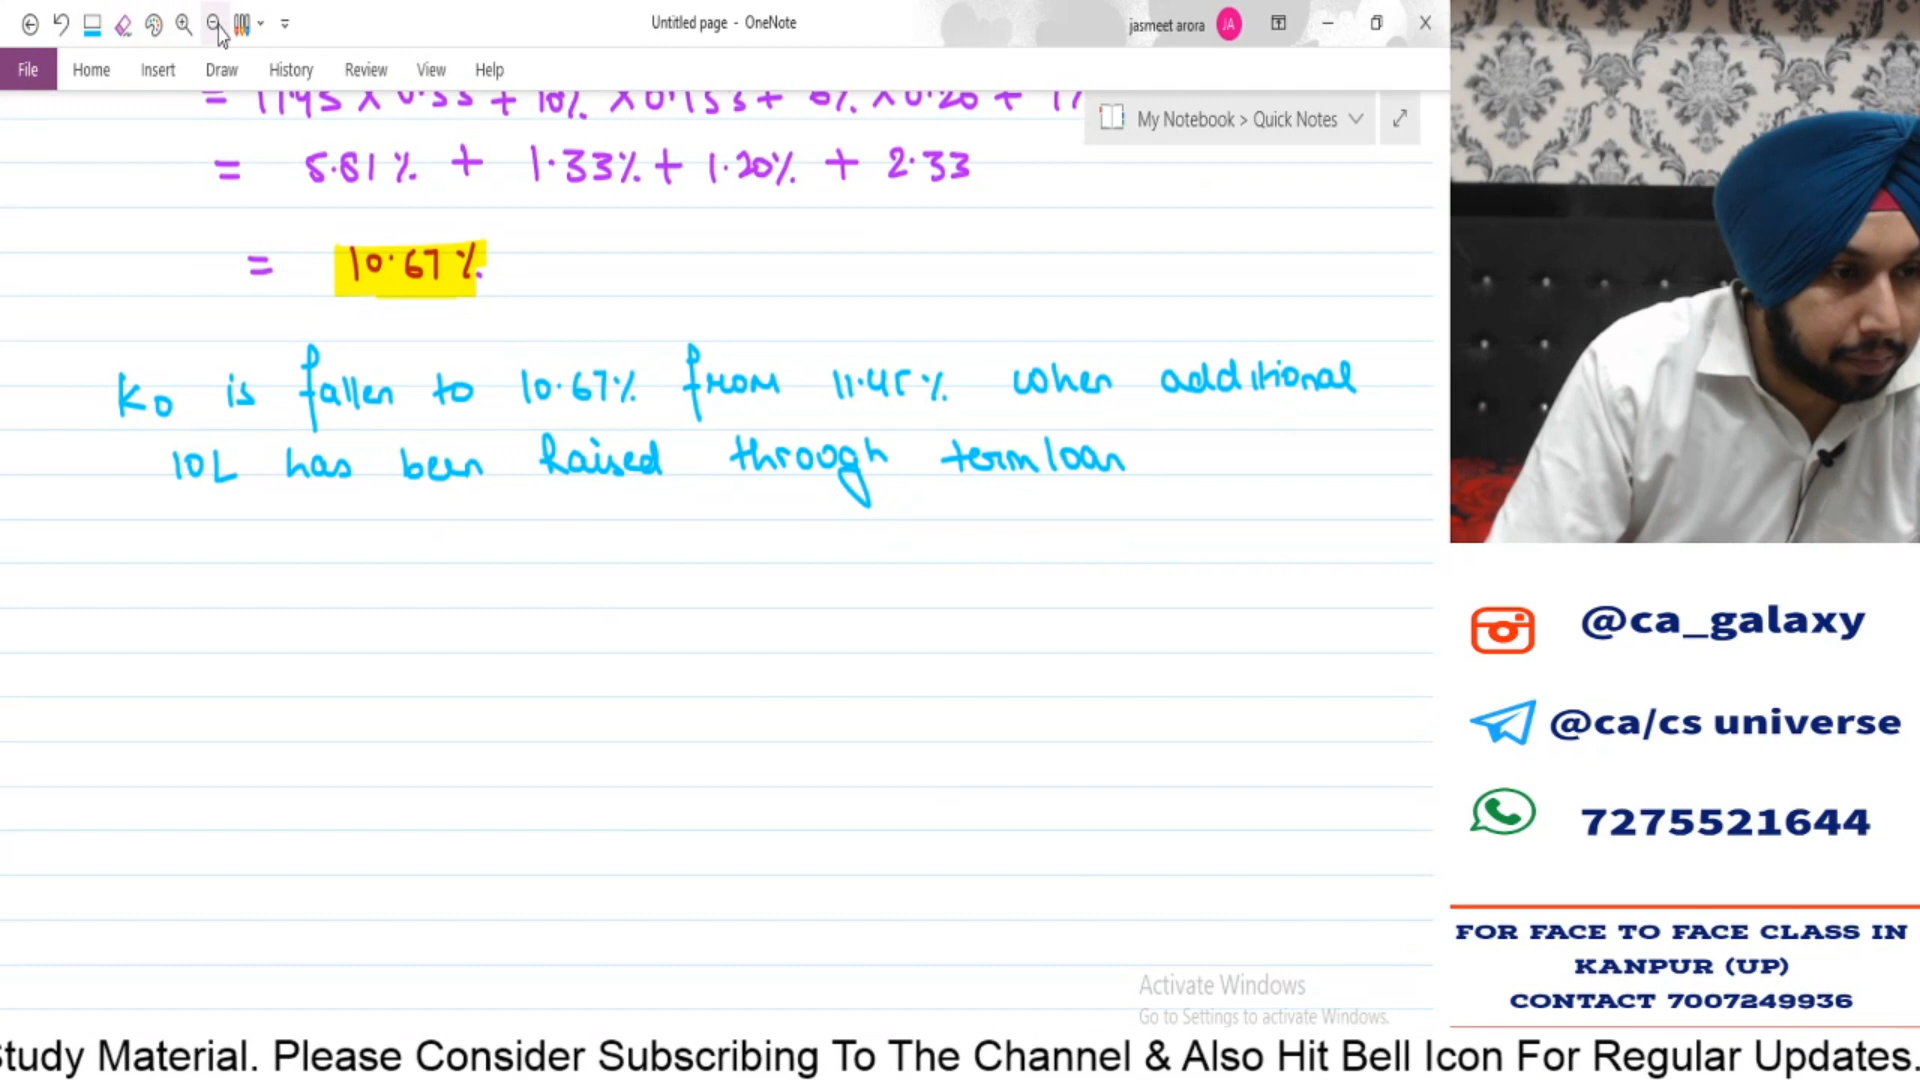 Untitled page - OneNote
jasmeet arora
JA
File
Home
Insert
Draw
History
Review
View
Help
My Notebook > Quick Notes
= 5.81 % + 1.33% + 1.20% + 2.33
= 10.67 %
Ko is fallen to 10.67% from 11.45 % when additional
10L has been Raised through term loan
@ca_galaxy
@ca/cs universe
7275521644
FOR FACE TO FACE CLASS IN
KANPUR (UP)
CONTACT 7007249936
Activate Windows
Go to Settings to activate Windows.
Study Material. Please Consider Subscribing To The Channel & Also Hit Bell Icon For Regular Updates.